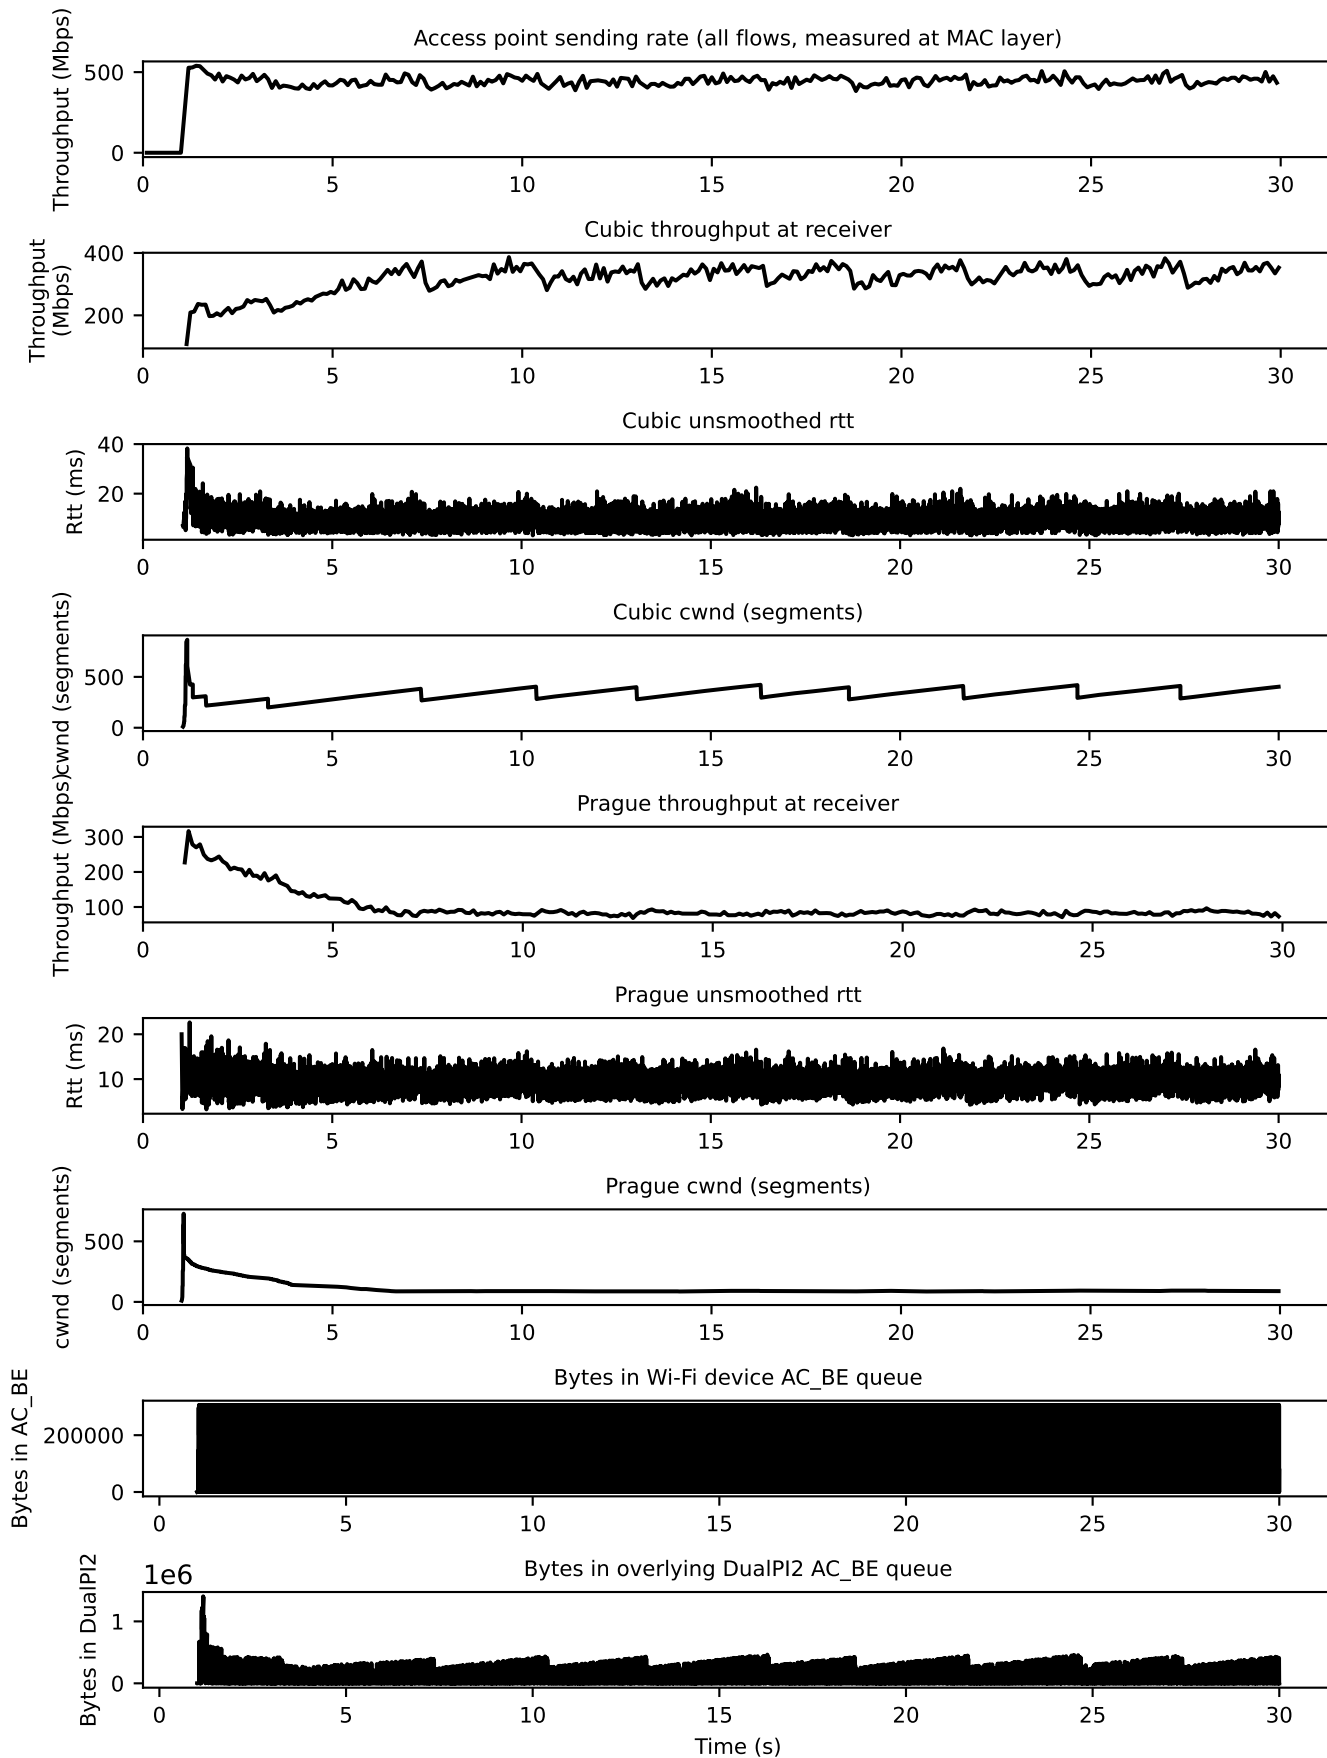 Access point sending rate (all flows, measured at MAC layer)
Throughput (Mbps)
500
0
0 5 10 15 20 25 30
Cubic throughput at receiver
Throughput
(Mbps)
400
200
0 5 10 15 20 25 30
Cubic unsmoothed rtt
Rtt (ms)
40
20
0 5 10 15 20 25 30
Cubic cwnd (segments)
cwnd (segments)
500
0
0 5 10 15 20 25 30
Prague throughput at receiver
Throughput (Mbps)
300
200
100
0 5 10 15 20 25 30
Prague unsmoothed rtt
Rtt (ms)
20
10
0 5 10 15 20 25 30
Prague cwnd (segments)
cwnd (segments)
500
0
0 5 10 15 20 25 30
Bytes in Wi-Fi device AC_BE queue
Bytes in AC_BE
200000
0
0 5 10 15 20 25 30
Bytes in overlying DualPI2 AC_BE queue
1e6
Bytes in DualPI2
1
0
0 5 10 15 20 25 30
Time (s)